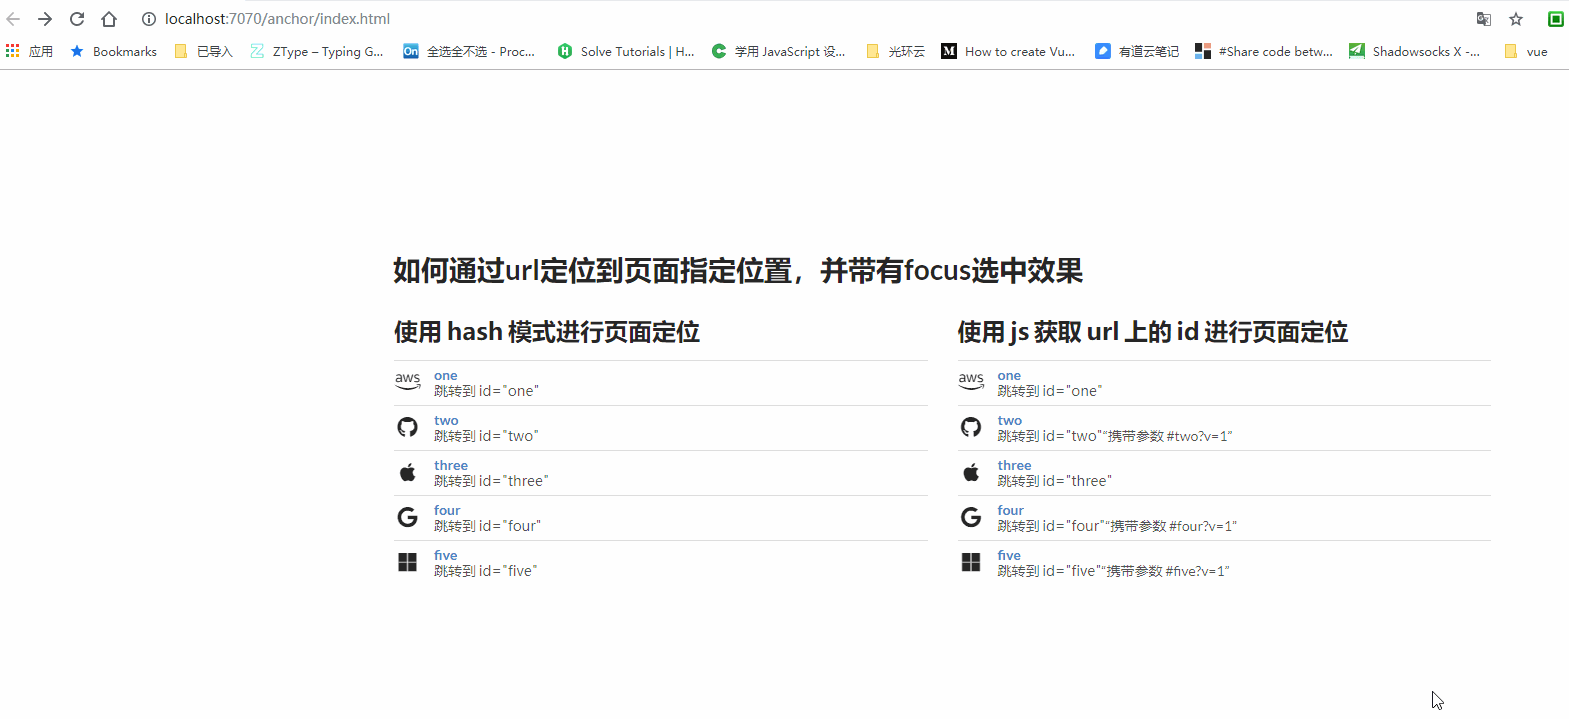 localhost:7070/anchor/index.html
应用 Bookmarks 已导入 ZType – Typing G... On 全选全不选 - Proc... H Solve Tutorials | H... C 学用 JavaScript 设... 光环云 M How to create Vu... 有道云笔记 #Share code betw... Shadowsocks X -... vue
如何通过url定位到页面指定位置，并带有focus选中效果
使用 hash 模式进行页面定位
aws one
跳转到 id="one"
two
跳转到 id="two"
three
跳转到 id="three"
four
跳转到 id="four"
five
跳转到 id="five"
使用 js 获取 url 上的 id 进行页面定位
aws one
跳转到 id="one"
two
跳转到 id="two"“携带参数 #two?v=1”
three
跳转到 id="three"
four
跳转到 id="four"“携带参数 #four?v=1”
five
跳转到 id="five"“携带参数 #five?v=1”